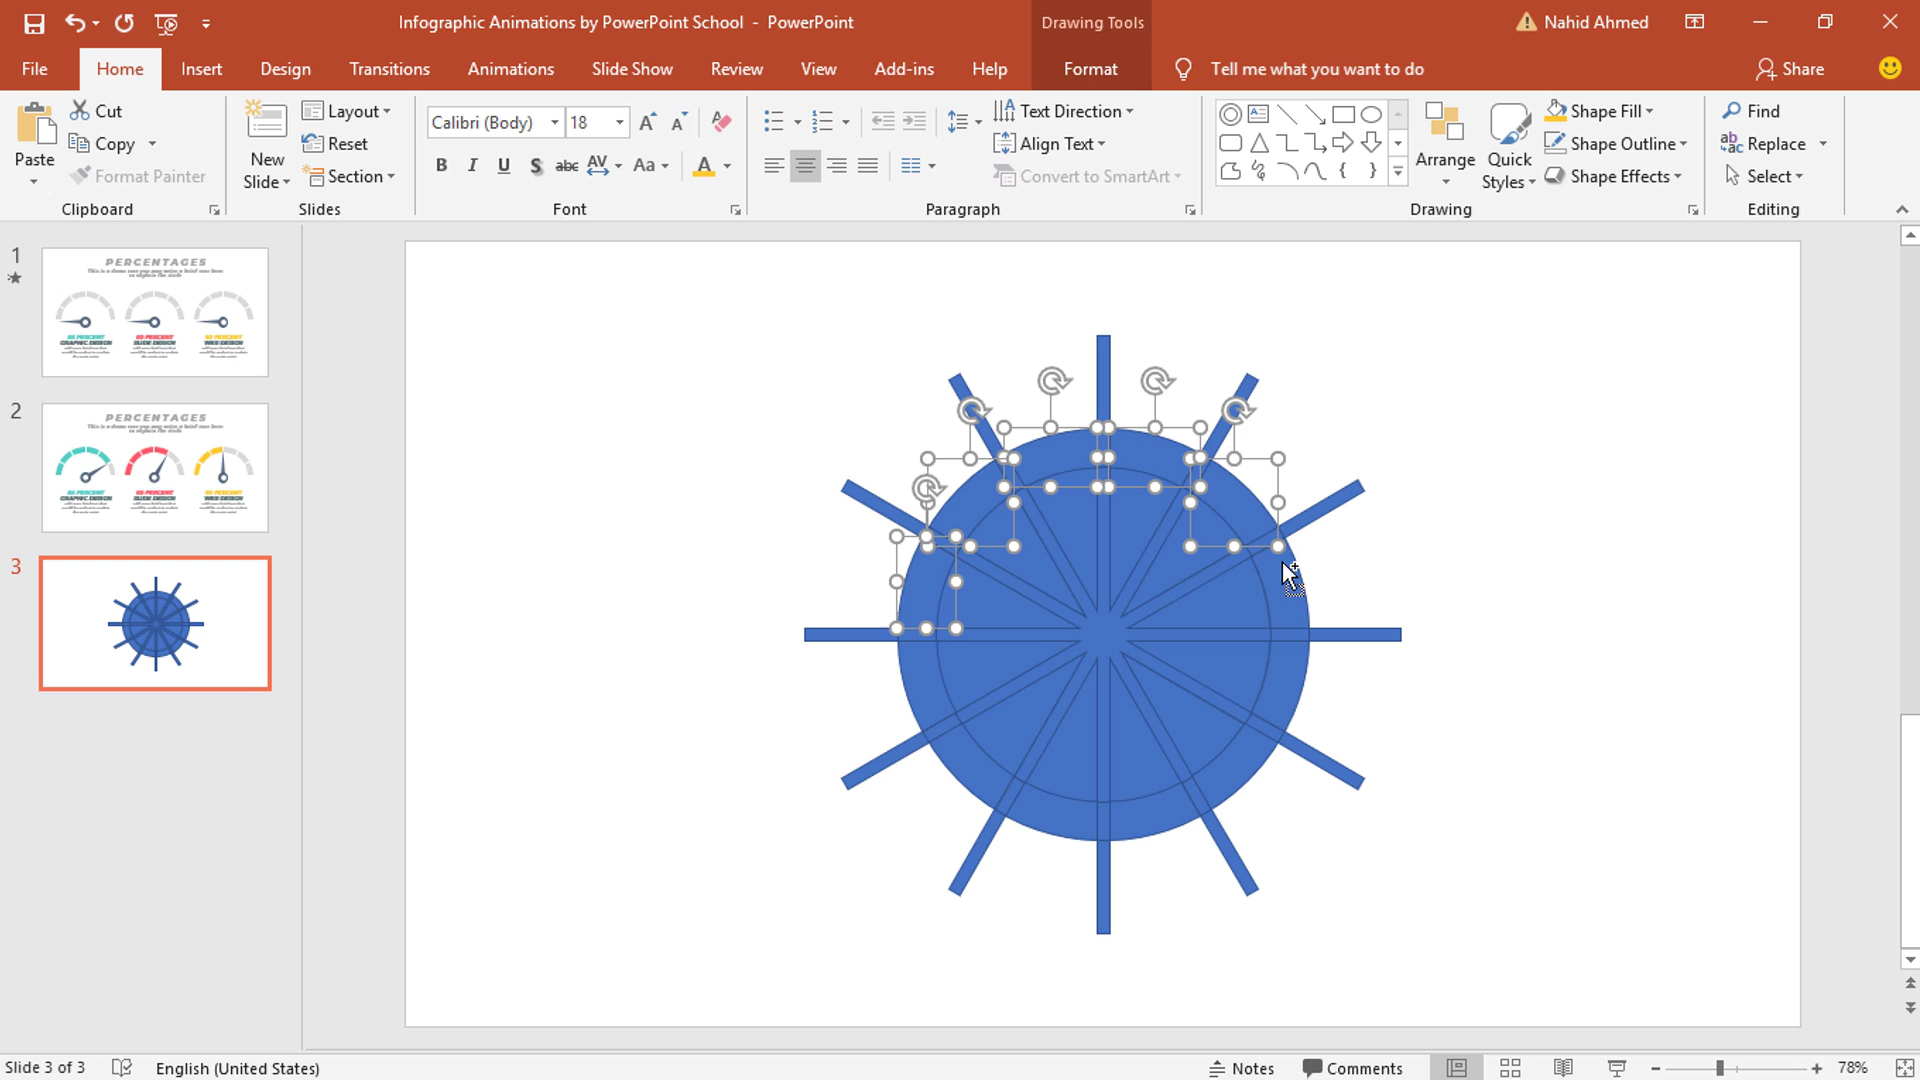 Infographic Animations by PowerPoint School - PowerPoint
Drawing Tools
Nahid Ahmed
File Home Insert Design Transitions Animations Slide Show Review View Add-ins Help Format Tell me what you want to do Share
Paste
Cut
Copy
Format Painter
Clipboard
New Slide
Layout
Reset
Section
Slides
Calibri (Body) 18
B I U S abc AV Aa A
Font
Text Direction
Align Text
Convert to SmartArt
Paragraph
Arrange
Quick Styles
Shape Fill
Shape Outline
Shape Effects
Drawing
Find
Replace
Select
Editing
1
PERCENTAGES
2
PERCENTAGES
3
Slide 3 of 3 English (United States) Notes Comments 78%